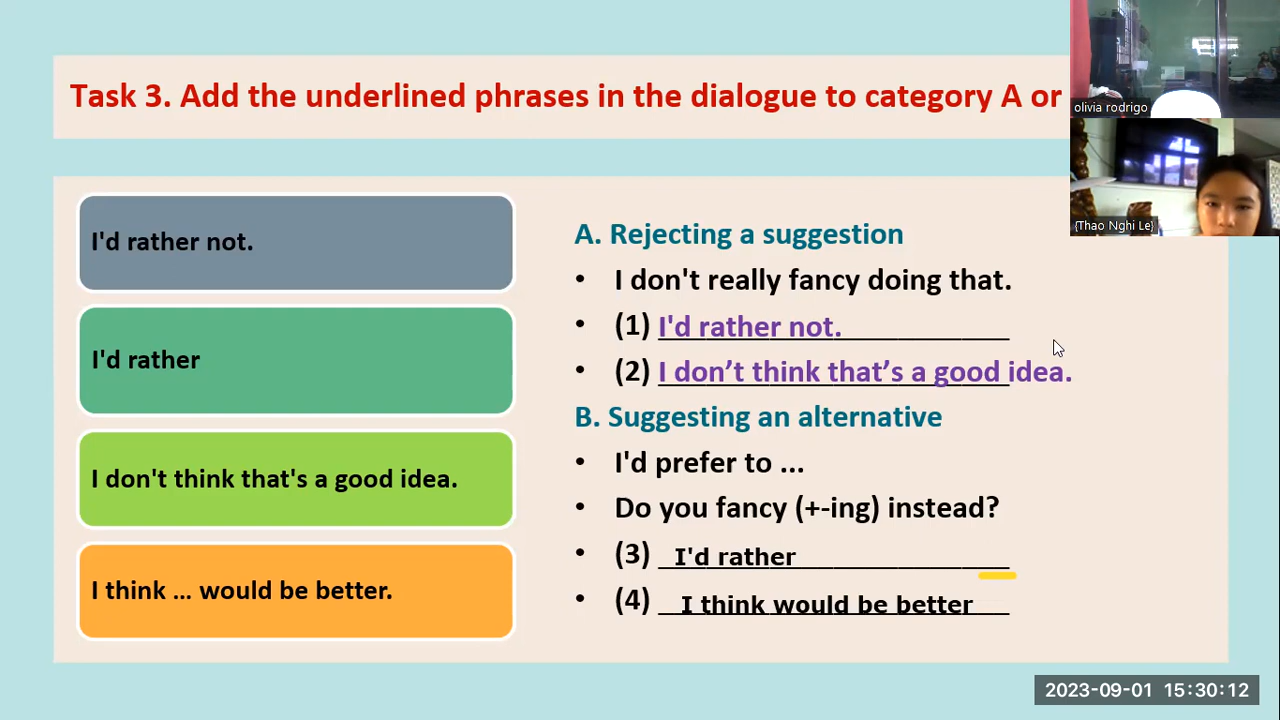 Task 3. Add the underlined phrases in the dialogue to category A or
olivia rodrigo
{Thao Nghi Le}
I'd rather not.
I'd rather
I don't think that's a good idea.
I think ... would be better.
A. Rejecting a suggestion
• I don't really fancy doing that.
• (1) I'd rather not.
• (2) I don’t think that’s a good idea.
B. Suggesting an alternative
• I'd prefer to ...
• Do you fancy (+-ing) instead?
• (3) I'd rather
• (4) I think would be better
2023-09-01 15:30:12